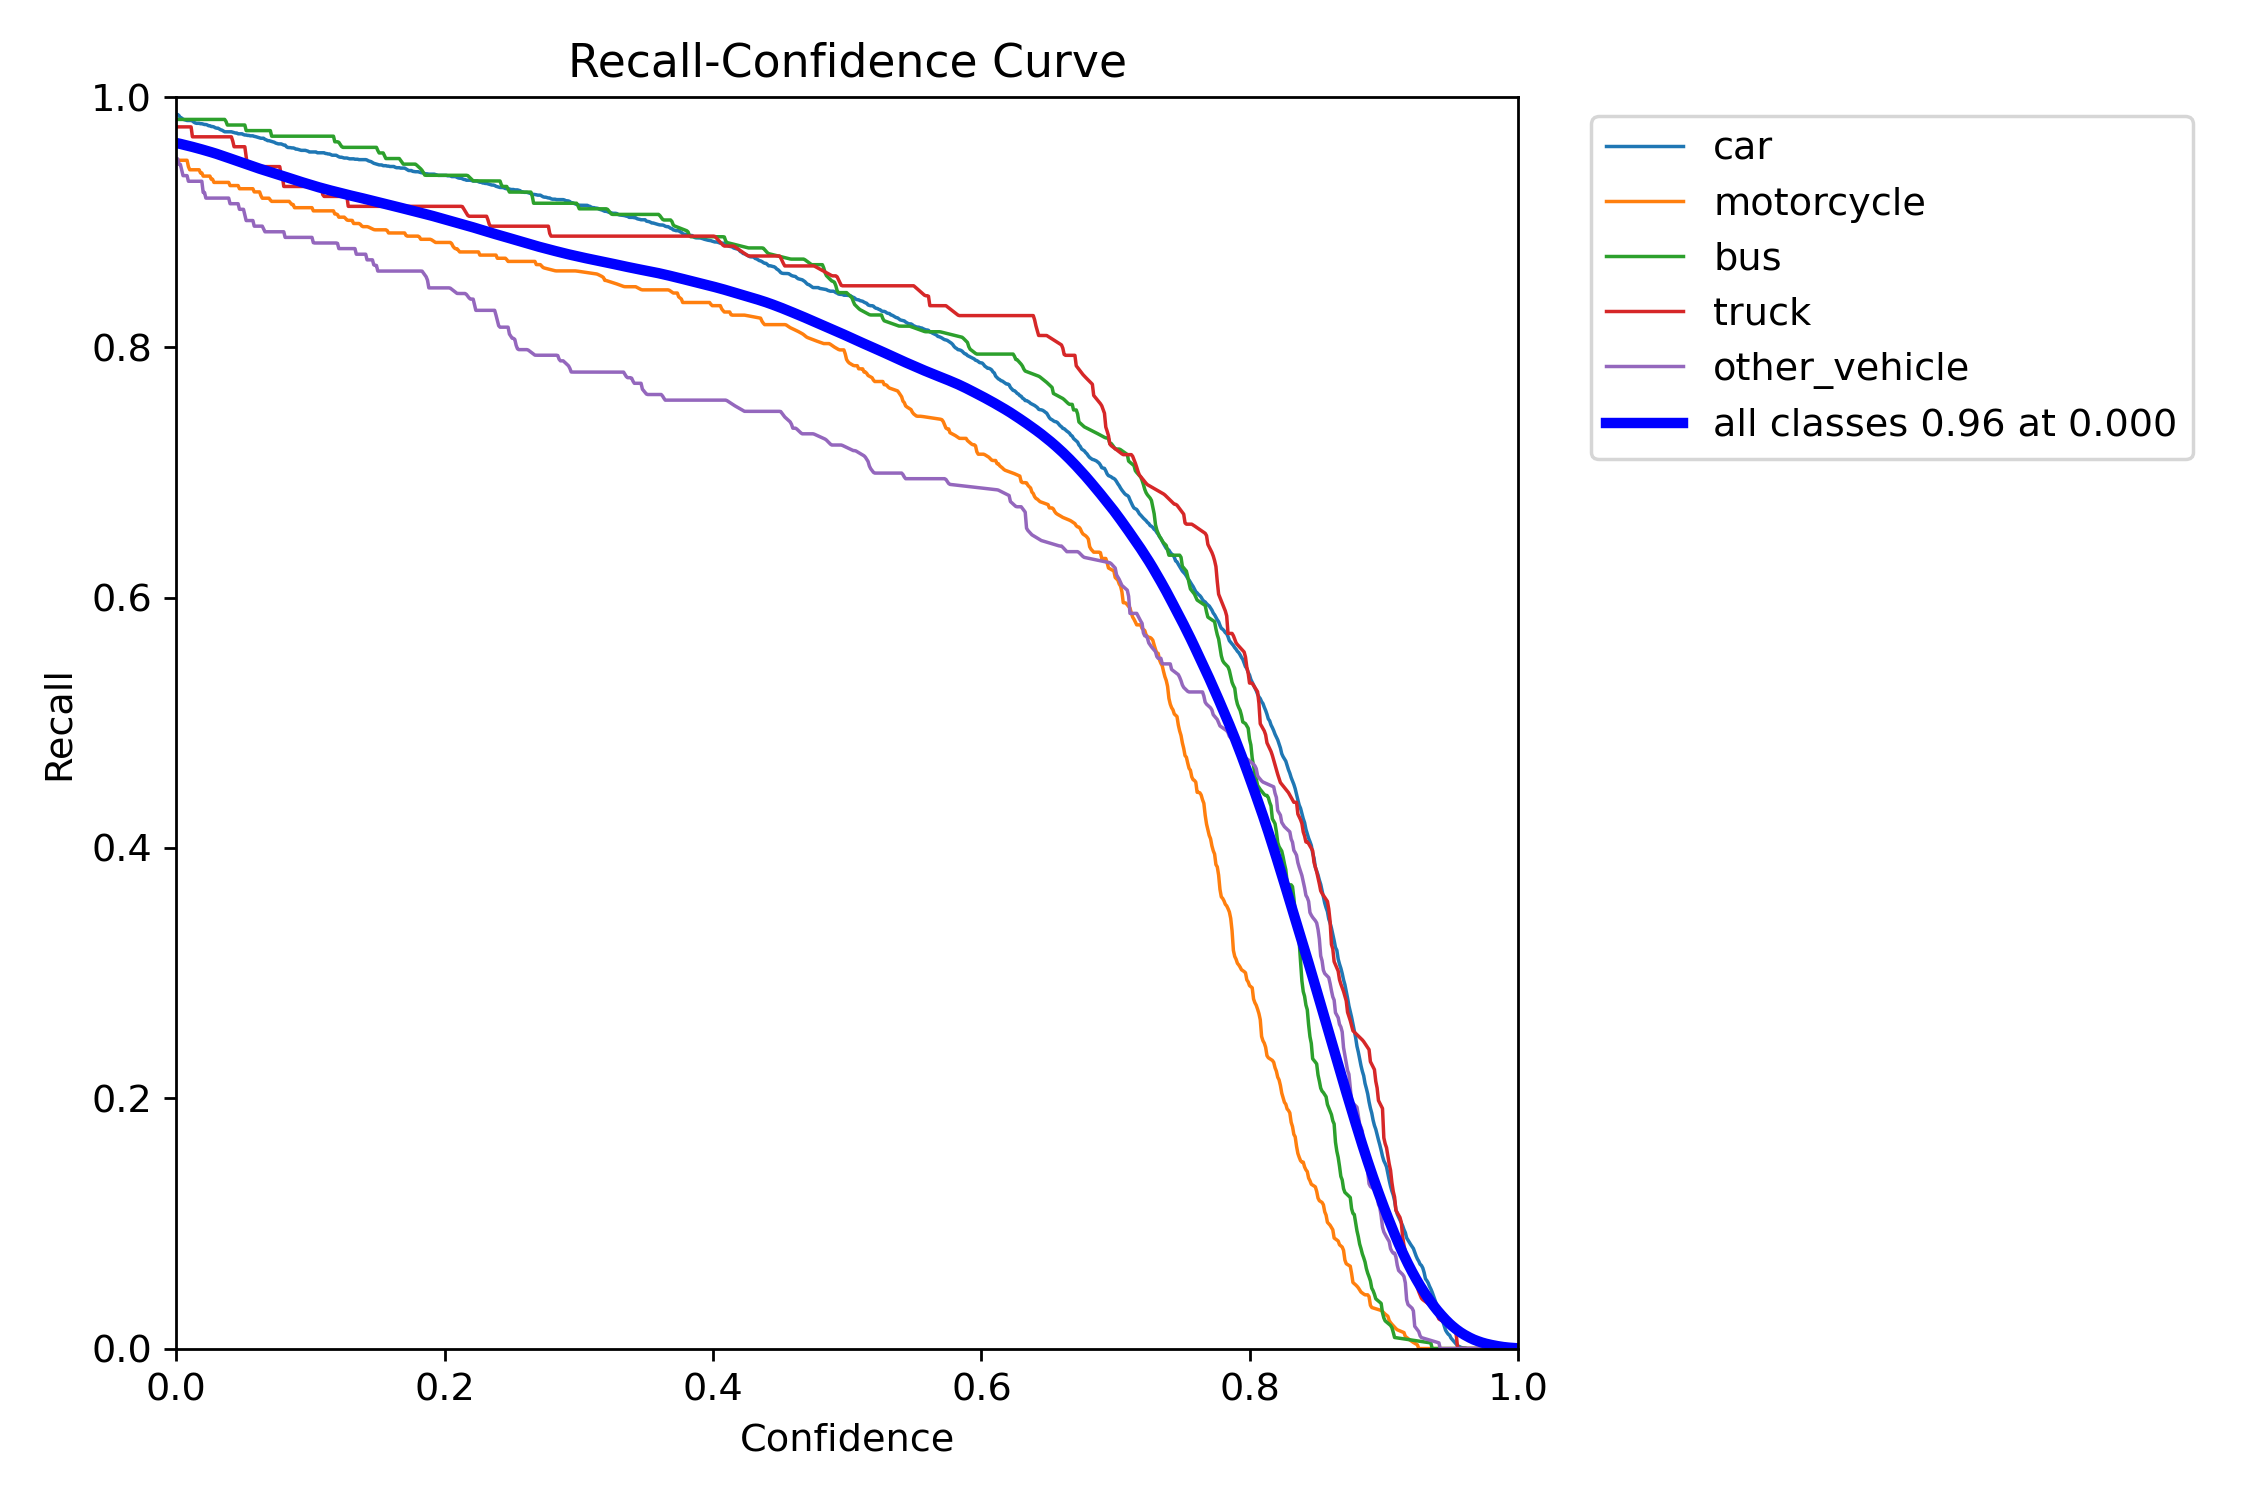 Recall-Confidence Curve
1.0
0.8
0.6
0.4
0.2
0.0
Recall
0.0 0.2 0.4 0.6 0.8 1.0
Confidence
car
motorcycle
bus
truck
other_vehicle
all classes 0.96 at 0.000